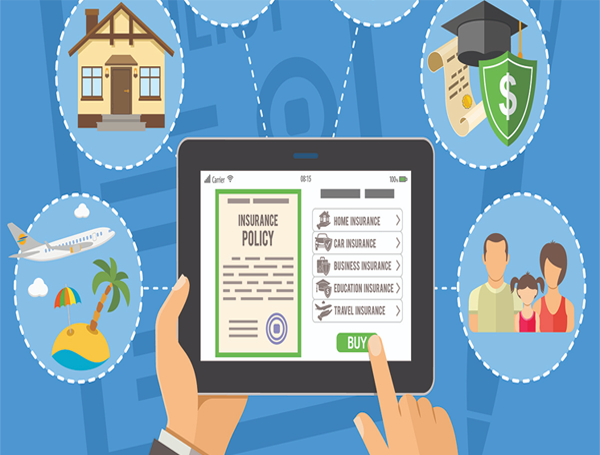 Carrier
08:15
100%
INSURANCE
POLICY
HOME INSURANCE
CAR INSURANCE
BUSINESS INSURANCE
EDUCATION INSURANCE
TRAVEL INSURANCE
BUY
$